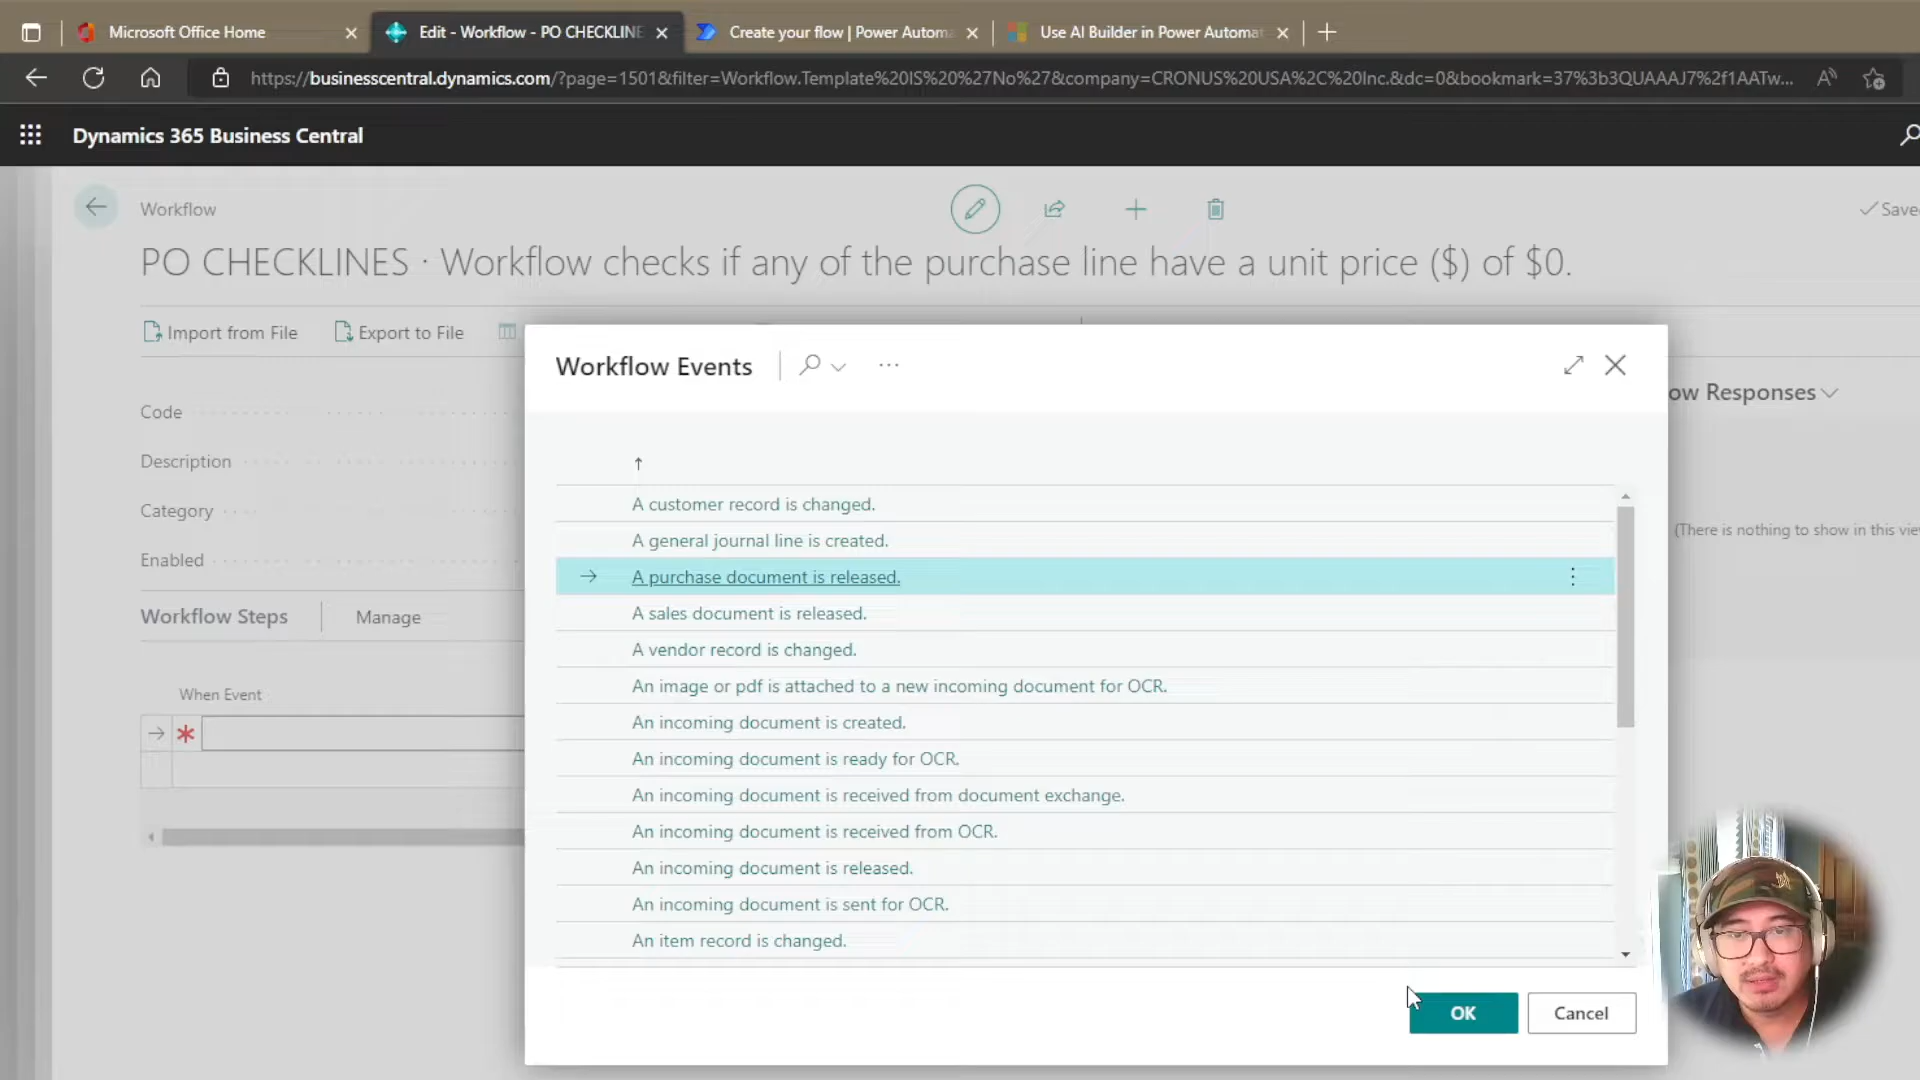 Microsoft Office Home
Edit - Workflow - PO CHECKLINE
Create your flow | Power Automa
Use AI Builder in Power Automat
https://businesscentral.dynamics.com/?page=1501&filter=Workflow.Template%20IS%20%27No%27&company=CRONUS%20USA%2C%20Inc.&dc=0&bookmark=37%3b3QUAAAJ7%2f1AATw...
Dynamics 365 Business Central
Workflow
Save
PO CHECKLINES · Workflow checks if any of the purchase line have a unit price ($) of $0.
Import from File
Export to File
Workflow Events
ow Responses
Code
Description
Category
Enabled
(There is nothing to show in this vie
Workflow Steps
Manage
When Event
A customer record is changed.
A general journal line is created.
A purchase document is released.
A sales document is released.
A vendor record is changed.
An image or pdf is attached to a new incoming document for OCR.
An incoming document is created.
An incoming document is ready for OCR.
An incoming document is received from document exchange.
An incoming document is received from OCR.
An incoming document is released.
An incoming document is sent for OCR.
An item record is changed.
OK
Cancel